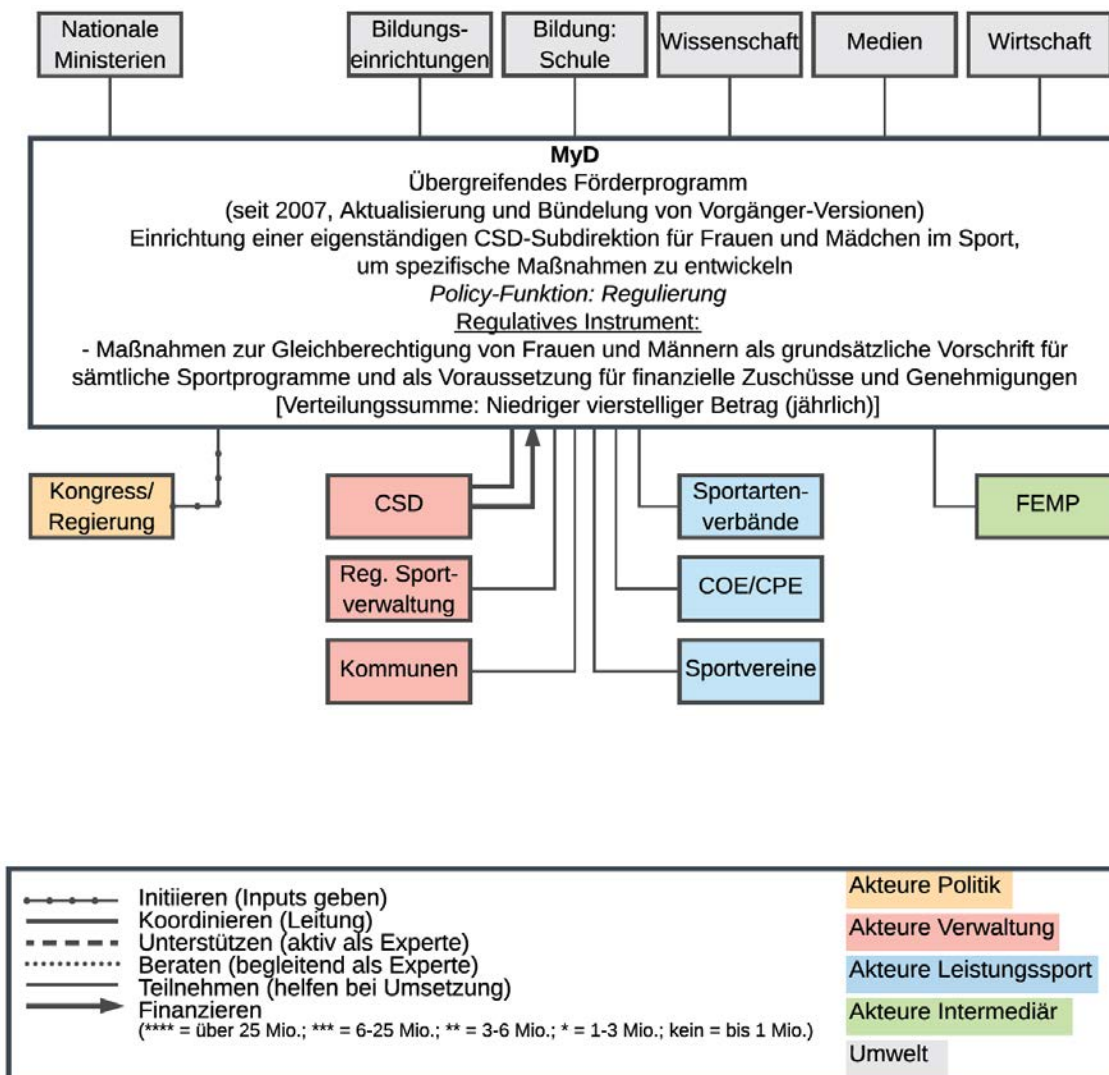 Nationale
Ministerien
Bildungs-
einrichtungen
Bildung:
Schule
Wissenschaft
Medien
Wirtschaft
MyD
Übergreifendes Förderprogramm
(seit 2007, Aktualisierung und Bündelung von Vorgänger-Versionen)
Einrichtung einer eigenständigen CSD-Subdirektion für Frauen und Mädchen im Sport,
um spezifische Maßnahmen zu entwickeln
Policy-Funktion: Regulierung
Regulatives Instrument:
- Maßnahmen zur Gleichberechtigung von Frauen und Männern als grundsätzliche Vorschrift für
sämtliche Sportprogramme und als Voraussetzung für finanzielle Zuschüsse und Genehmigungen
[Verteilungssumme: Niedriger vierstelliger Betrag (jährlich)]
Kongress/
Regierung
CSD
Sportarten-
verbände
FEMP
Reg. Sport-
verwaltung
COE/CPE
Kommunen
Sportvereine
Initiieren (Inputs geben)
Koordinieren (Leitung)
Unterstützen (aktiv als Experte)
Beraten (begleitend als Experte)
Teilnehmen (helfen bei Umsetzung)
Finanzieren
(**** = über 25 Mio.; *** = 6-25 Mio.; ** = 3-6 Mio.; * = 1-3 Mio.; kein = bis 1 Mio.)
Akteure Politik
Akteure Verwaltung
Akteure Leistungssport
Akteure Intermediär
Umwelt